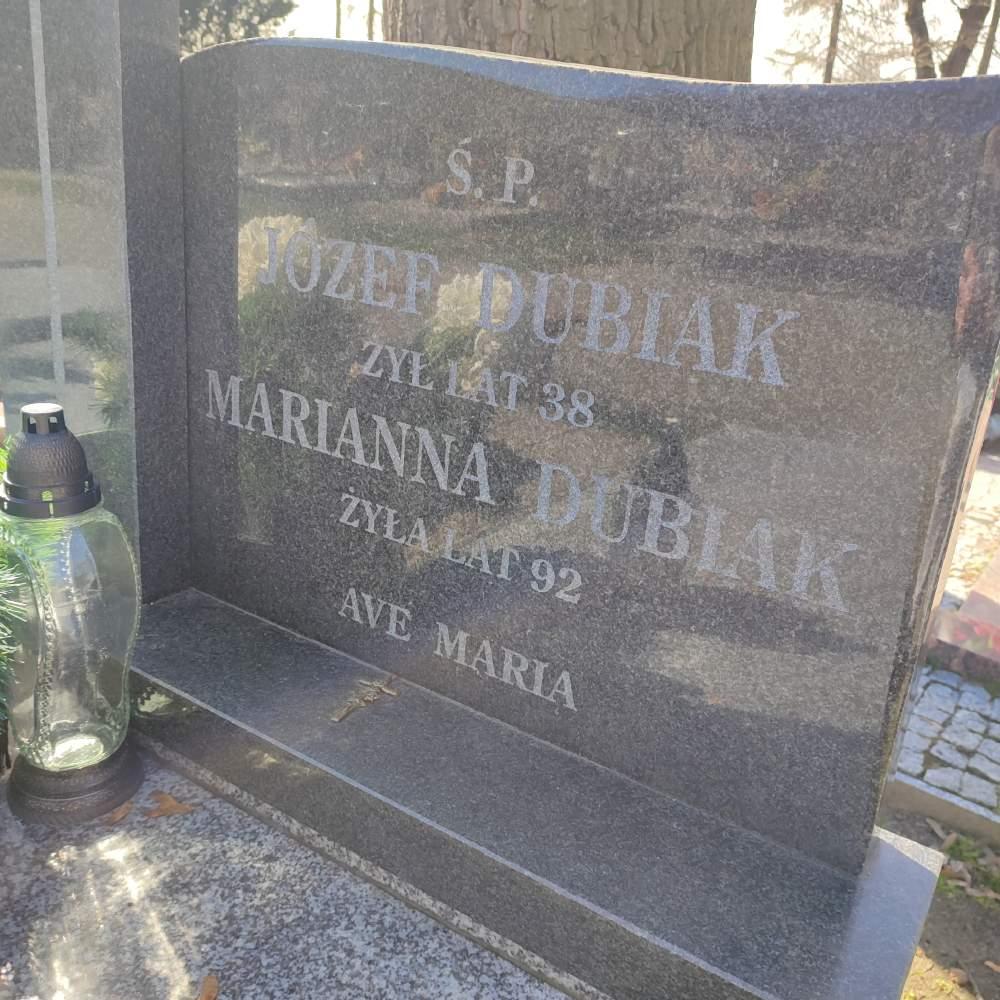 Ś. P.
JÓZEF DUBIAK
ŻYŁ LAT 38
MARIANNA DUBIAK
ŻYŁA LAT 92
AVE MARIA